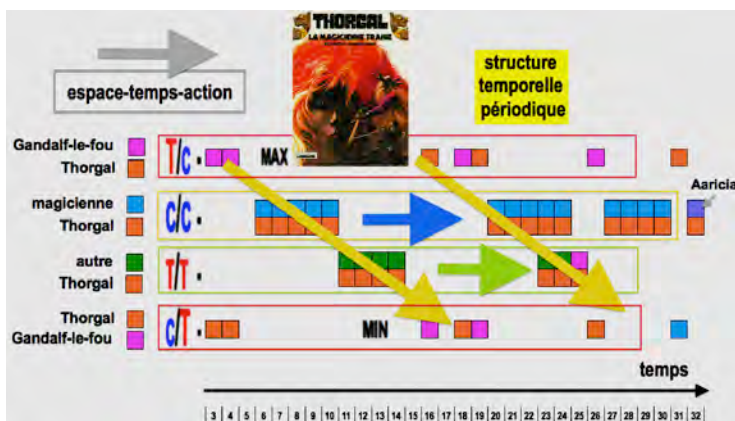 THORGAL
LA MAGICIENNE TRAHIE
structure
temporelle
périodique
espace-temps-action
Gandalf-le-fou
Thorgal
T/C
MAX
Aaricia
magicienne
Thorgal
C/C
autre
Thorgal
T/T
Thorgal
Gandalf-le-fou
C/T
MIN
temps
3 4 5 6 7 8 9 10 11 12 13 14 15 16 17 18 19 20 21 22 23 24 25 26 27 28 29 30 31 32